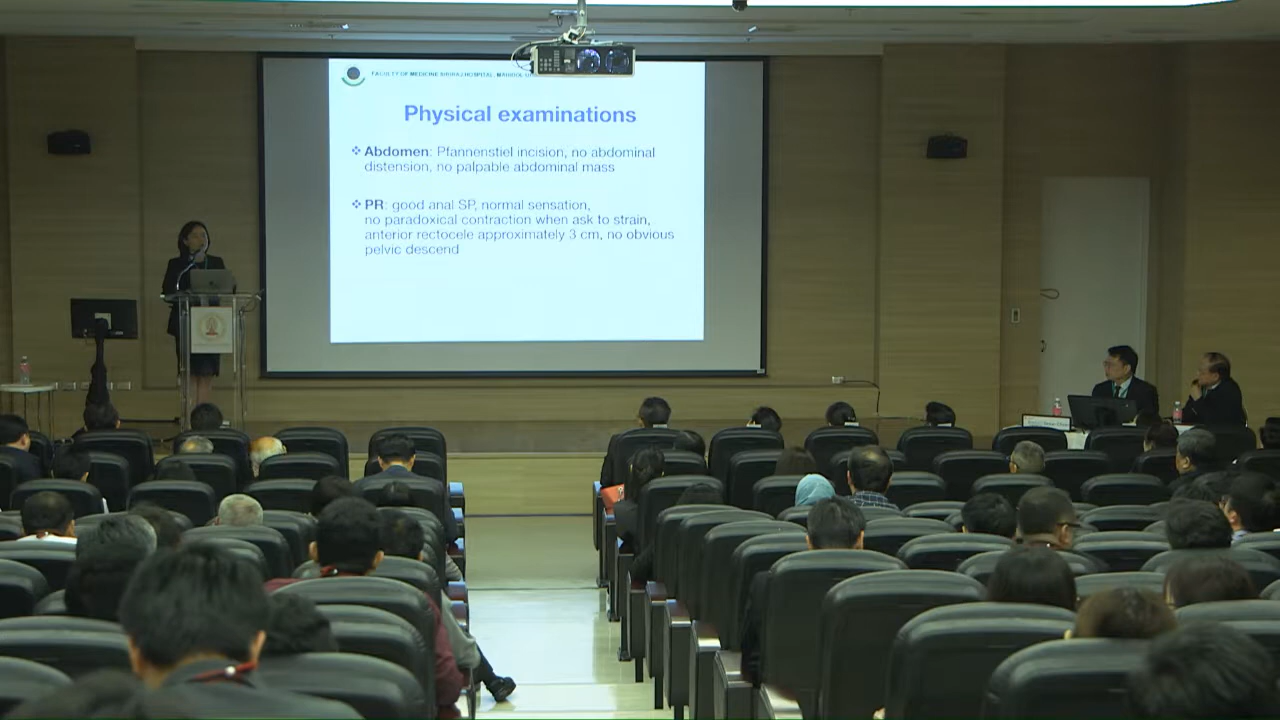 FACULTY OF MEDICINE SIRIRAJ HOSPITAL, MAHIDOL
Physical examinations
❖ Abdomen: Pfannenstiel incision, no abdominal
distension, no palpable abdominal mass
❖ PR: good anal SP, normal sensation,
no paradoxical contraction when ask to strain,
anterior rectocele approximately 3 cm, no obvious
pelvic descend